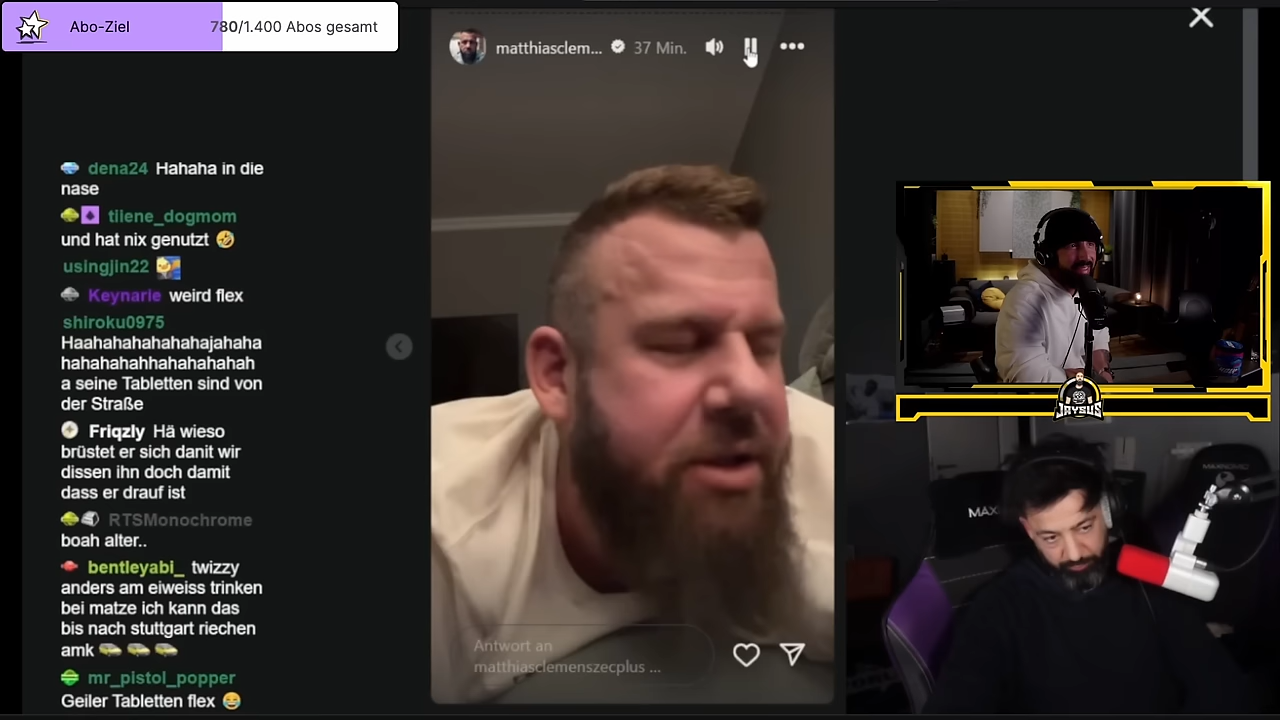 Abo-Ziel 780/1.400 Abos gesamt
matthiasclem... 37 Min.
dena24 Hahaha in die
nase
tliene_dogmom
und hat nix genutzt
usingjin22
Keynarie weird flex
shiroku0975
Haahahahahahahajahaha
hahahahahhahahahahah
a seine Tabletten sind von
der Straße
Friqzly Hä wieso
brüstet er sich danit wir
dissen ihn doch damit
dass er drauf ist
RTSMonochrome
boah alter..
bentleyabi_ twizzy
anders am eiweiss trinken
bei matze ich kann das
bis nach stuttgart riechen
amk
mr_pistol_popper
Geiler Tabletten flex
Antwort an
matthiasclemenszecplus ...
JAYSUS
MAX
MAXNOMIC